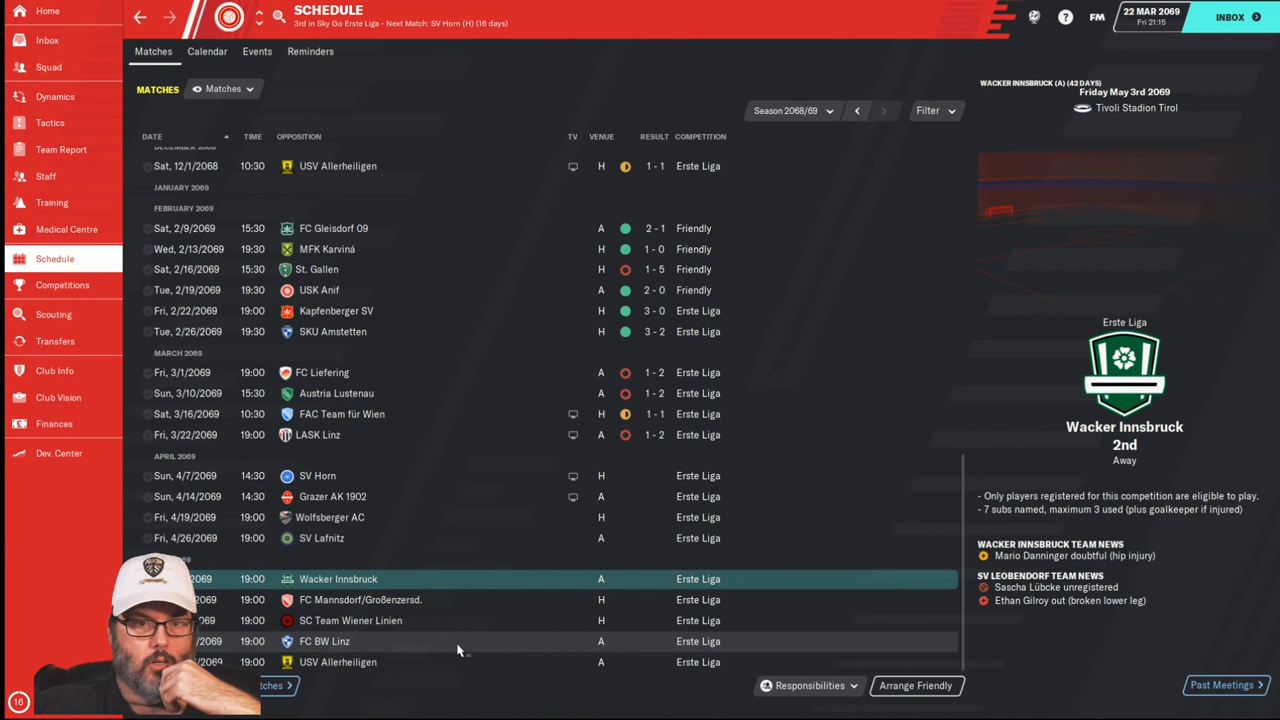 Home
Inbox
Squad
Dynamics
Tactics
Team Report
Staff
Training
Medical Centre
Schedule
Competitions
Scouting
Transfers
Club Info
Club Vision
Finances
Dev. Center
16
SCHEDULE
3rd in Sky Go Erste Liga - Next Match: SV Horn (H) (16 days)
FM
22 MAR 2069
Fri 21:15
INBOX
Matches Calendar Events Reminders
MATCHES Matches
Season 2068/69 Filter
DATE TIME OPPOSITION TV VENUE RESULT COMPETITION
DECEMBER 2068
Sat, 12/1/2068 10:30 USV Allerheiligen H 1 - 1 Erste Liga
JANUARY 2069
FEBRUARY 2069
Sat, 2/9/2069 15:30 FC Gleisdorf 09 A 2 - 1 Friendly
Wed, 2/13/2069 19:30 MFK Karviná H 1 - 0 Friendly
Sat, 2/16/2069 15:30 St. Gallen H 1 - 5 Friendly
Tue, 2/19/2069 19:30 USK Anif A 2 - 0 Friendly
Fri, 2/22/2069 19:00 Kapfenberger SV H 3 - 0 Erste Liga
Tue, 2/26/2069 19:30 SKU Amstetten H 3 - 2 Erste Liga
MARCH 2069
Fri, 3/1/2069 19:00 FC Liefering A 1 - 2 Erste Liga
Sun, 3/10/2069 15:30 Austria Lustenau A 1 - 2 Erste Liga
Sat, 3/16/2069 10:30 FAC Team für Wien H 1 - 1 Erste Liga
Fri, 3/22/2069 19:00 LASK Linz A 1 - 2 Erste Liga
APRIL 2069
Sun, 4/7/2069 14:30 SV Horn H Erste Liga
Sun, 4/14/2069 14:30 Grazer AK 1902 A Erste Liga
Fri, 4/19/2069 19:00 Wolfsberger AC H Erste Liga
Fri, 4/26/2069 19:00 SV Lafnitz A Erste Liga
2069
2069 19:00 Wacker Innsbruck A Erste Liga
2069 19:00 FC Mannsdorf/Großenzersd. H Erste Liga
/2069 19:00 SC Team Wiener Linien H Erste Liga
/2069 19:00 FC BW Linz A Erste Liga
/2069 19:00 USV Allerheiligen A Erste Liga
tches
Responsibilities
Arrange Friendly
WACKER INNSBRUCK (A) (42 DAYS)
Friday May 3rd 2069
Tivoli Stadion Tirol
Erste Liga
Wacker Innsbruck
2nd
Away
- Only players registered for this competition are eligible to play.
- 7 subs named, maximum 3 used (plus goalkeeper if injured)
WACKER INNSBRUCK TEAM NEWS
Mario Danninger doubtful (hip injury)
SV LEOBENDORF TEAM NEWS
Sascha Lübcke unregistered
Ethan Gilroy out (broken lower leg)
Past Meetings